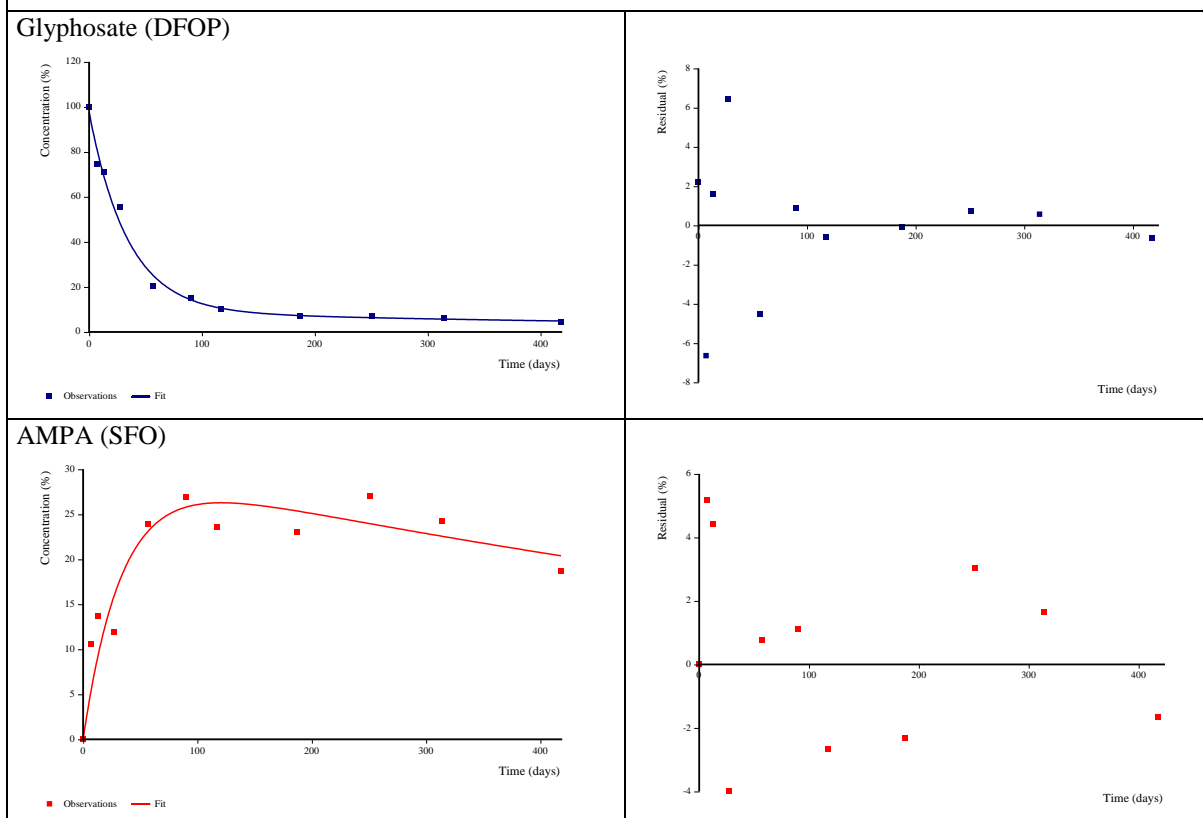 Glyphosate (DFOP)
Concentration (%)
120
100
80
60
40
20
0
0 100 200 300 400
Time (days)
Observations Fit
Residual (%)
8
6
4
2
0
-2
-4
-6
-8
0 100 200 300 400
Time (days)
AMPA (SFO)
Concentration (%)
30
25
20
15
10
5
0
0 100 200 300 400
Time (days)
Observations Fit
Residual (%)
6
4
2
0
-2
-4
0 100 200 300 400
Time (days)